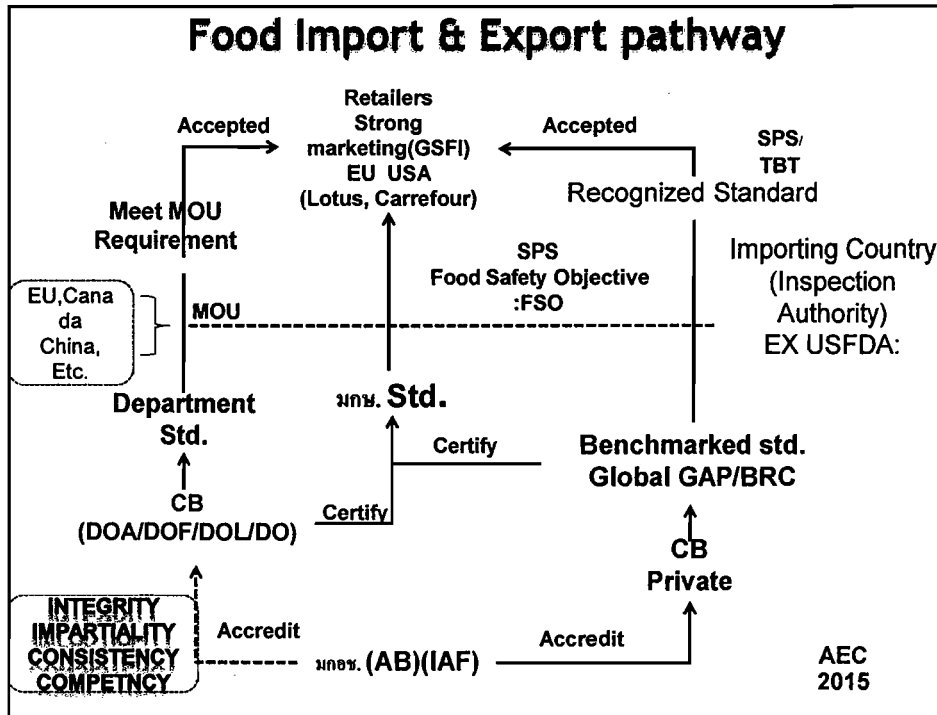 Food Import & Export pathway
Retailers
Strong
marketing(GSFI)
EU USA
(Lotus, Carrefour)
Accepted
Accepted
SPS/
TBT
Recognized Standard
Meet MOU
Requirement
SPS
Food Safety Objective
:FSO
Importing Country
(Inspection
Authority)
EX USFDA:
EU,Cana
da
China,
Etc.
MOU
Department
Std.
มกษ. Std.
Certify
Benchmarked std.
Global GAP/BRC
CB
(DOA/DOF/DOL/DO)
Certify
CB
Private
INTEGRITY
IMPARTIALITY
CONSISTENCY
COMPETNCY
Accredit
มกอช. (AB)(IAF)
Accredit
AEC
2015